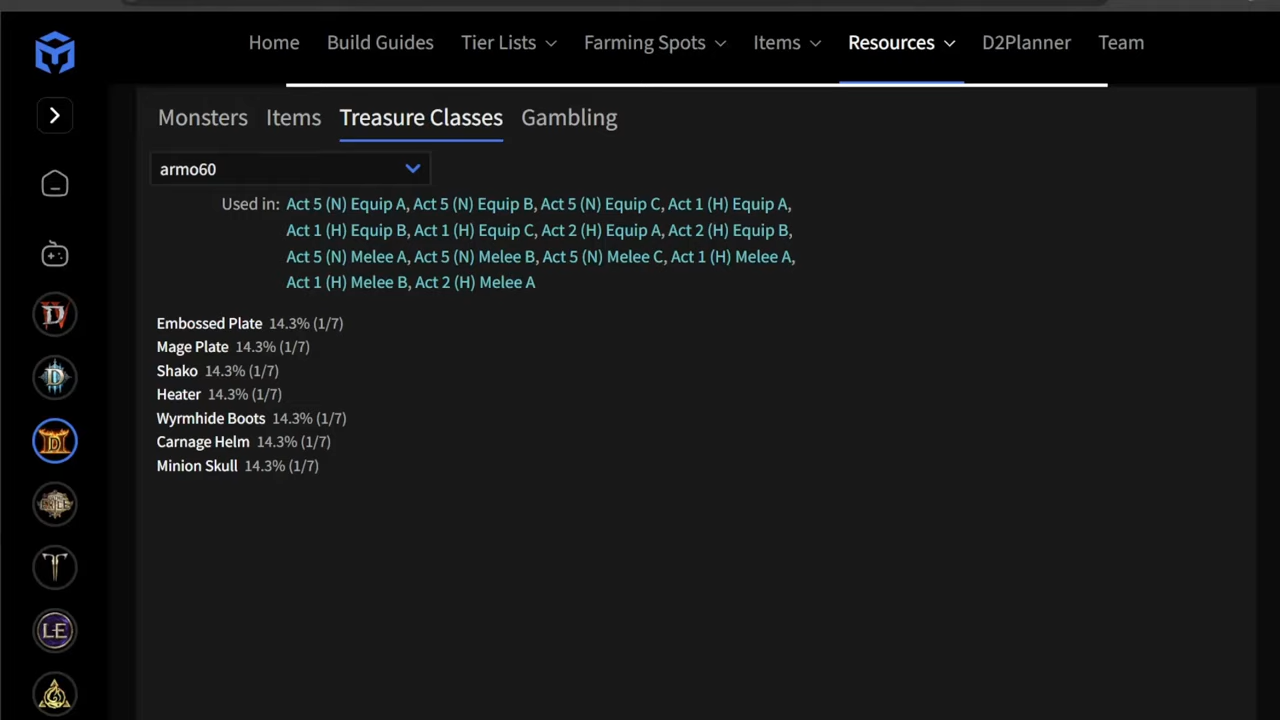 Home Build Guides Tier Lists Farming Spots Items Resources D2Planner Team
Monsters Items Treasure Classes Gambling
armo60
Used in: Act 5 (N) Equip A, Act 5 (N) Equip B, Act 5 (N) Equip C, Act 1 (H) Equip A,
Act 1 (H) Equip B, Act 1 (H) Equip C, Act 2 (H) Equip A, Act 2 (H) Equip B,
Act 5 (N) Melee A, Act 5 (N) Melee B, Act 5 (N) Melee C, Act 1 (H) Melee A,
Act 1 (H) Melee B, Act 2 (H) Melee A
Embossed Plate 14.3% (1/7)
Mage Plate 14.3% (1/7)
Shako 14.3% (1/7)
Heater 14.3% (1/7)
Wyrmhide Boots 14.3% (1/7)
Carnage Helm 14.3% (1/7)
Minion Skull 14.3% (1/7)
LE